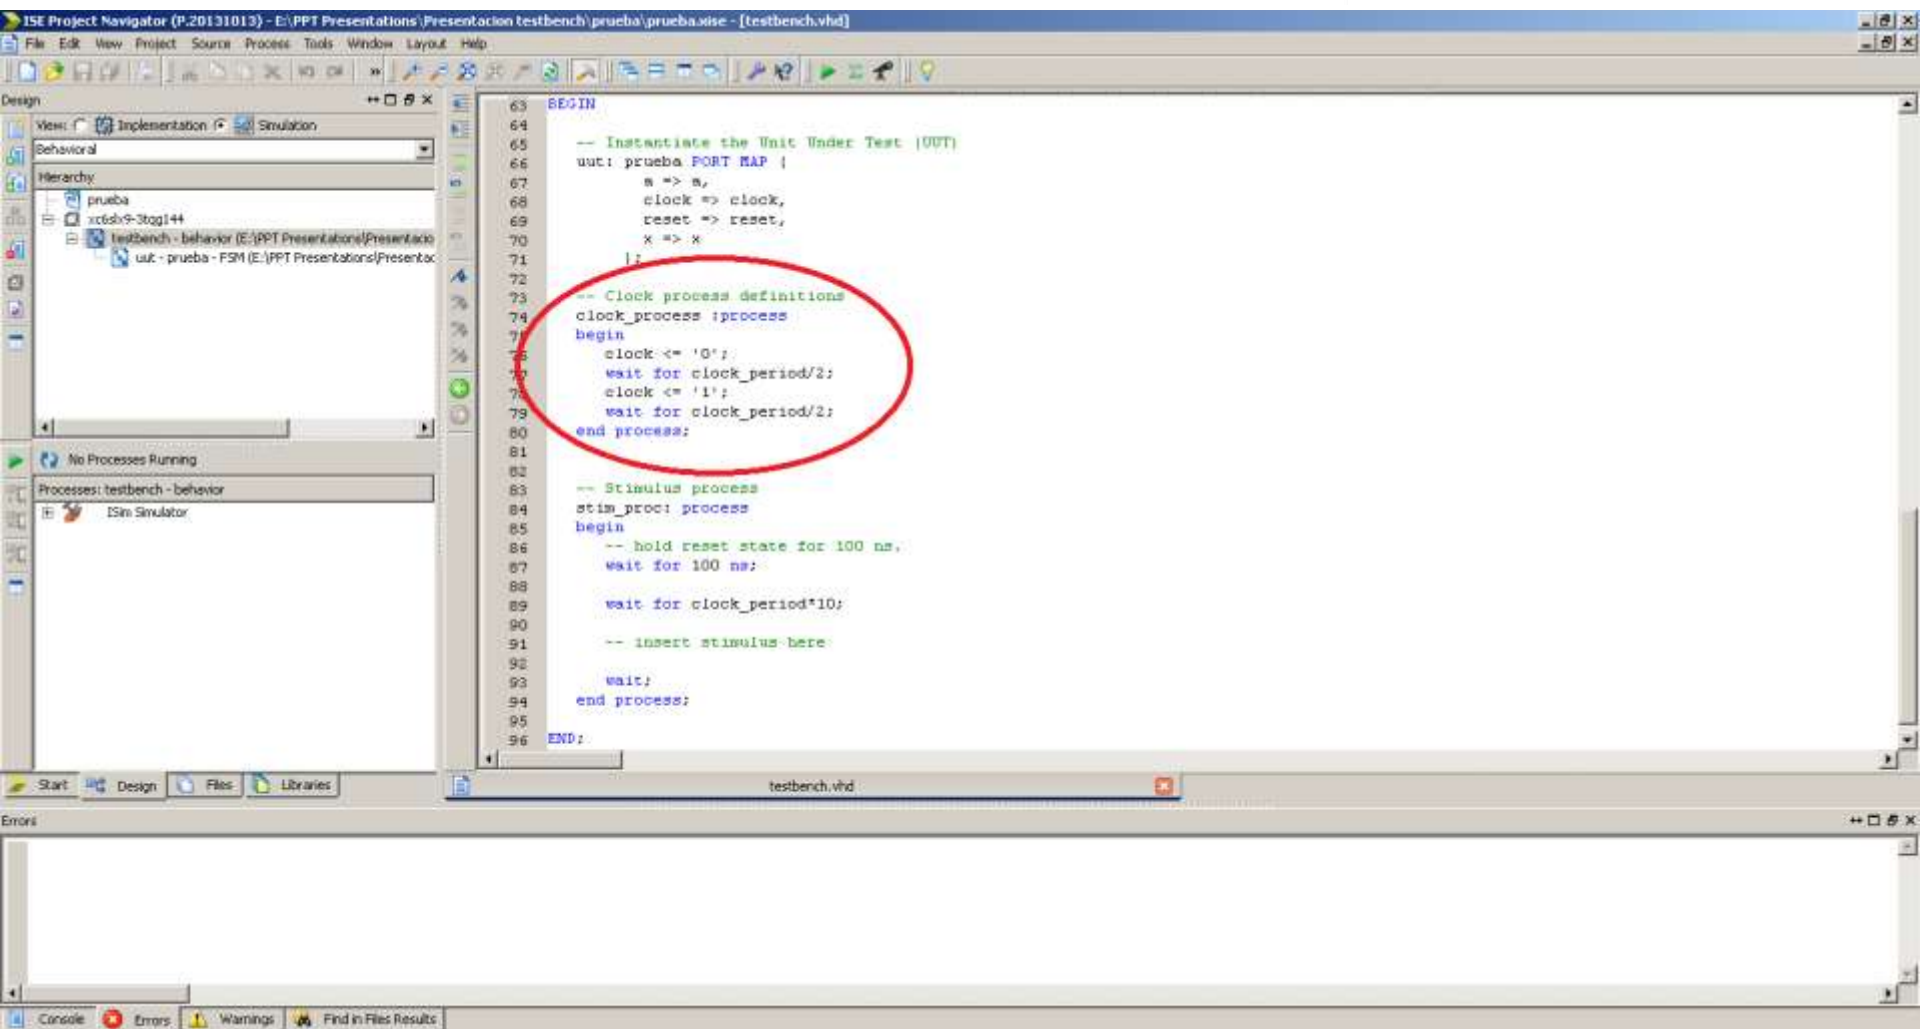 ISE Project Navigator (P.20131013) - E:\PPT Presentations\Presentacion testbench\prueba\prueba.xise - [testbench.vhd]
File Edit View Project Source Process Tools Window Layout Help
Design
View: Implementation Simulation
Behavioral
Hierarchy
prueba
xc6slx9-3tqg144
testbench - behavior (E:\PPT Presentations\Presentacio
uut - prueba - FSM (E:\PPT Presentations\Presentac
No Processes Running
Processes: testbench - behavior
ISim Simulator
Start Design Files Libraries
63 BEGIN
64
65 -- Instantiate the Unit Under Test (UUT)
66 uut: prueba PORT MAP (
67 m => m,
68 clock => clock,
69 reset => reset,
70 x => x
71 );
72
73 -- Clock process definitions
74 clock_process :process
75 begin
76 clock <= '0';
77 wait for clock_period/2;
78 clock <= '1';
79 wait for clock_period/2;
80 end process;
81
82
83 -- Stimulus process
84 stim_proc: process
85 begin
86 -- hold reset state for 100 ns.
87 wait for 100 ns;
88
89 wait for clock_period*10;
90
91 -- insert stimulus here
92
93 wait;
94 end process;
95
96 END;
testbench.vhd
Errors
Console Errors Warnings Find in Files Results